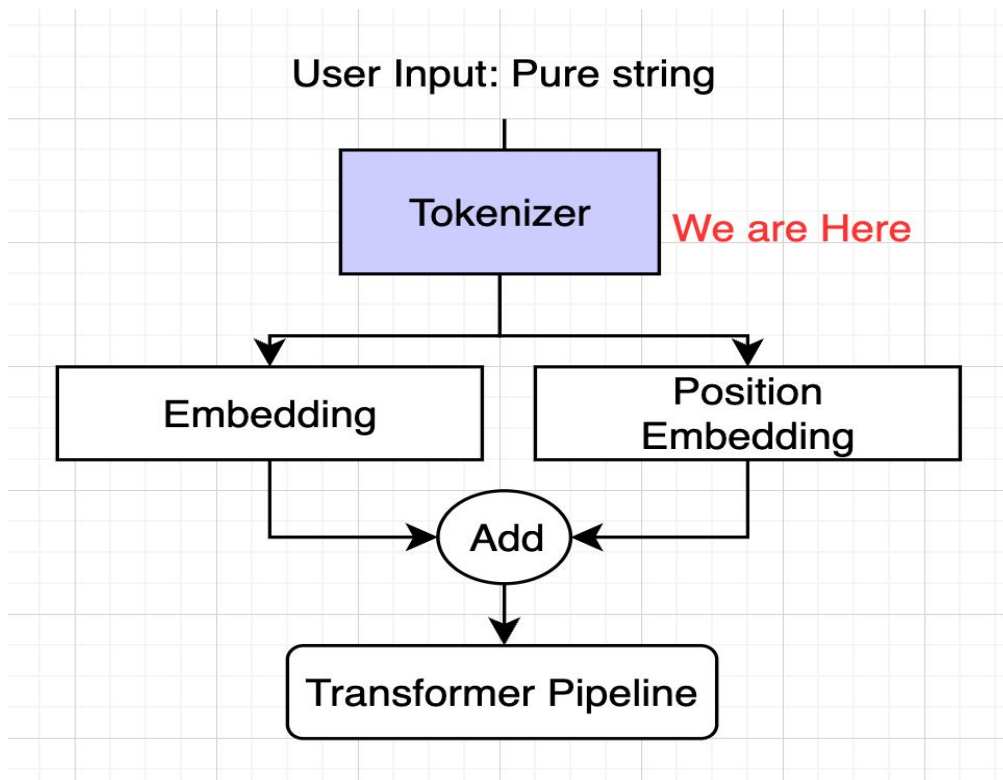 User Input: Pure string
Tokenizer
We are Here
Embedding
Position
Embedding
Add
Transformer Pipeline